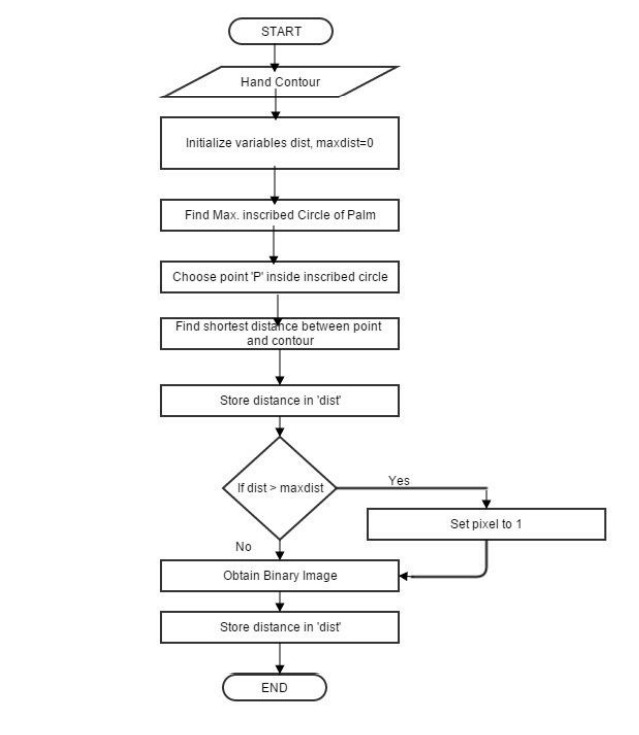 START
Hand Contour
Initialize variables dist, maxdist=0
Find Max. inscribed Circle of Palm
Choose point 'P' inside inscribed circle
Find shortest distance between point
and contour
Store distance in 'dist'
If dist > maxdist
Yes
Set pixel to 1
No
Obtain Binary Image
Store distance in 'dist'
END